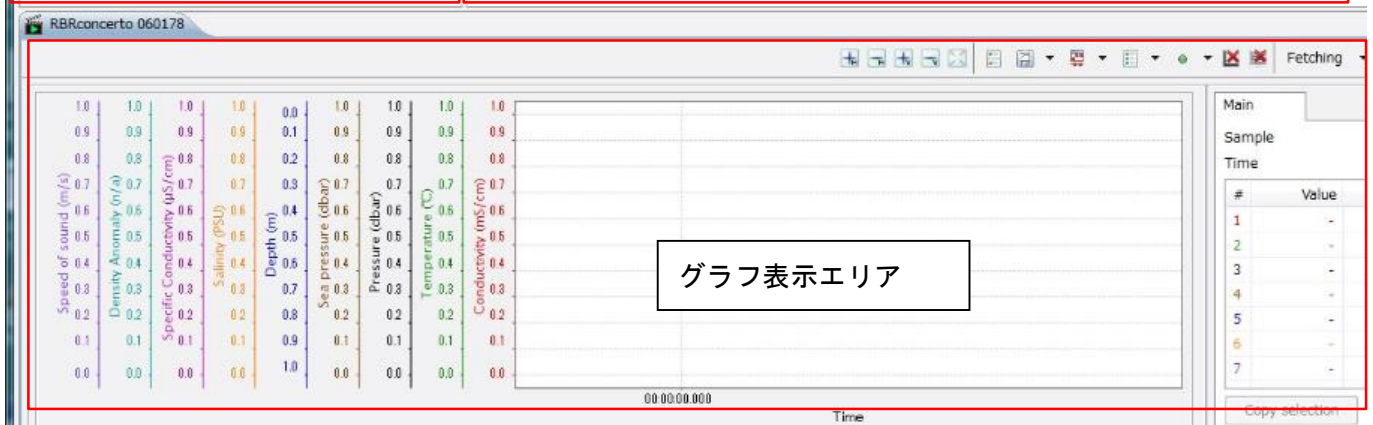 RBRconcerto 060178
Fetching
1.0 1.0 1.0 1.0 0.0 1.0 1.0 1.0 1.0
0.9 0.9 0.9 0.9 0.1 0.9 0.9 0.9 0.9
0.8 0.8 0.8 0.8 0.2 0.8 0.8 0.8 0.8
0.7 0.7 0.7 0.7 0.3 0.7 0.7 0.7 0.7
0.6 0.6 0.6 0.6 0.4 0.6 0.6 0.6 0.6
0.5 0.5 0.5 0.5 0.5 0.5 0.5 0.5 0.5
0.4 0.4 0.4 0.4 0.6 0.4 0.4 0.4 0.4
0.3 0.3 0.3 0.3 0.7 0.3 0.3 0.3 0.3
0.2 0.2 0.2 0.2 0.8 0.2 0.2 0.2 0.2
0.1 0.1 0.1 0.1 0.9 0.1 0.1 0.1 0.1
0.0 0.0 0.0 0.0 1.0 0.0 0.0 0.0 0.0
Speed of sound (m/s)
Density Anomaly (n/a)
Specific Conductivity (µS/cm)
Salinity (PSU)
Depth (m)
Sea pressure (dbar)
Pressure (dbar)
Temperature (℃)
Conductivity (mS/cm)
グラフ表示エリア
00:00:00.000
Time
Main
Sample
Time
# Value
1 -
2 -
3 -
4 -
5 -
6 -
7 -
Copy selection